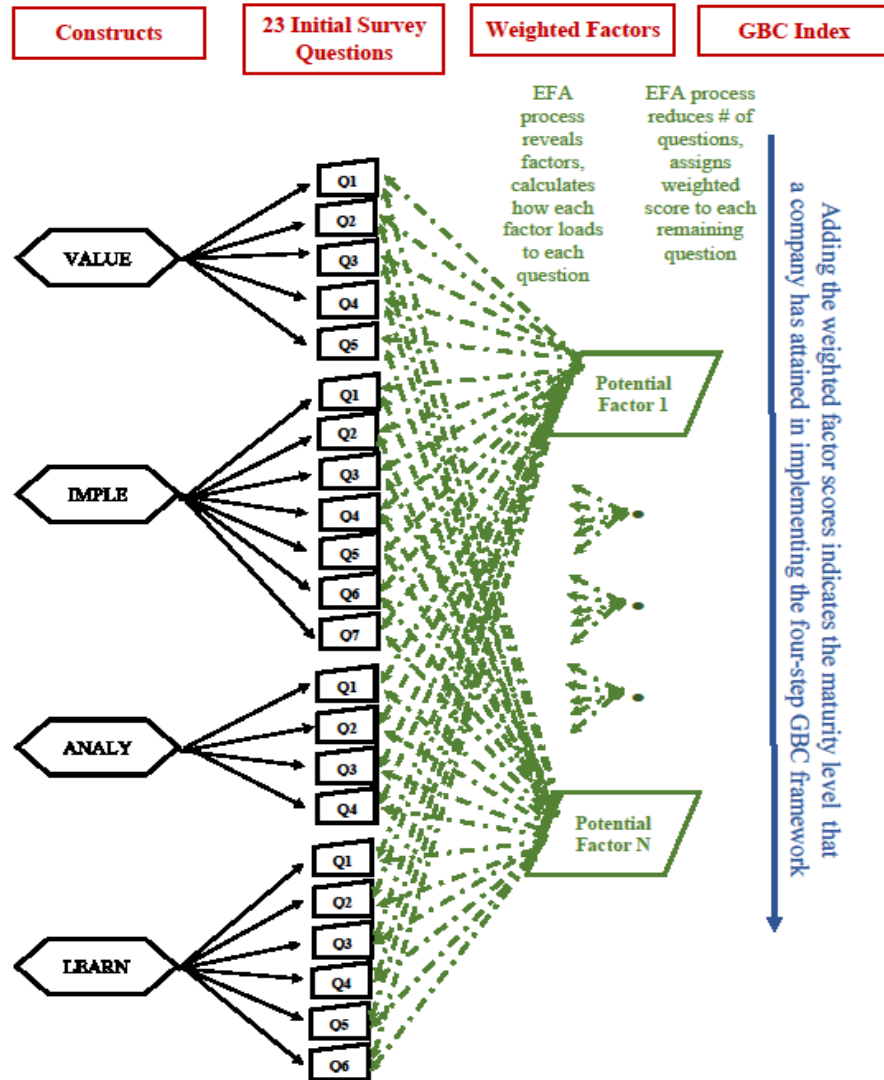 Constructs
23 Initial Survey
Questions
Weighted Factors
GBC Index
EFA
process
reveals
factors,
calculates
how each
factor loads
to each
question
EFA process
reduces # of
questions,
assigns
weighted
score to each
remaining
question
Adding the weighted factor scores indicates the maturity level that
a company has attained in implementing the four-step GBC framework
VALUE
Q1
Q2
Q3
Q4
Q5
IMPLE
Q1
Q2
Q3
Q4
Q5
Q6
Q7
ANALY
Q1
Q2
Q3
Q4
LEARN
Q1
Q2
Q3
Q4
Q5
Q6
Potential
Factor 1
Potential
Factor N